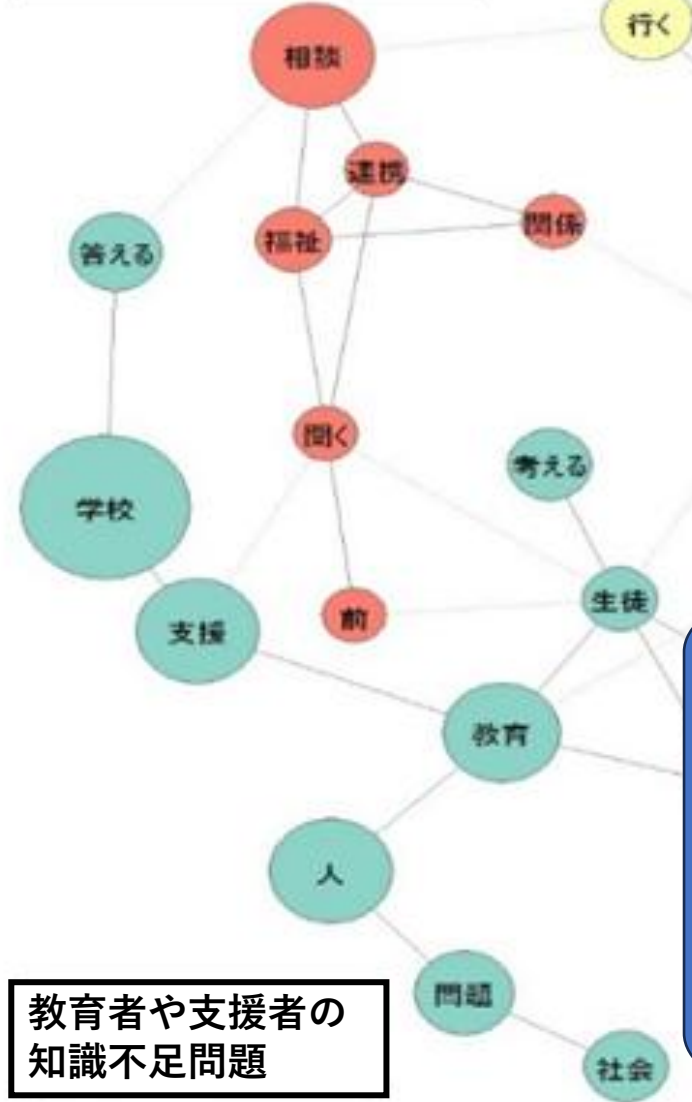 行く
相談
連携
関係
福祉
答える
聞く
考える
学校
生徒
支援
前
教育
人
問題
社会
教育者や支援者の
知識不足問題